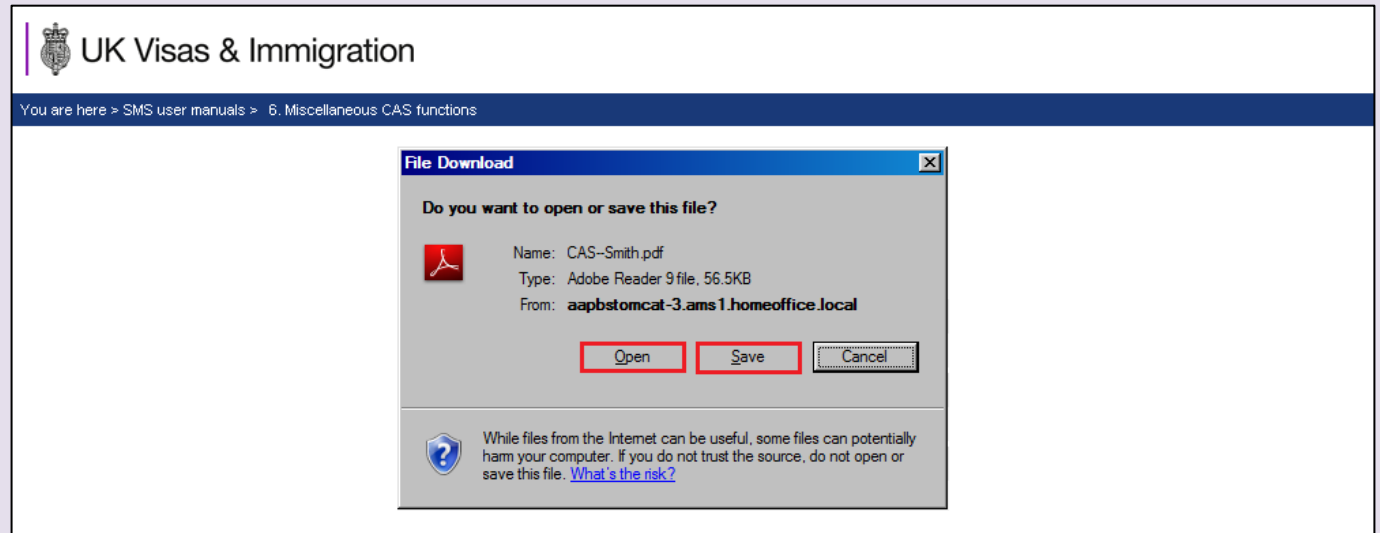 UK Visas & Immigration
You are here > SMS user manuals > 6. Miscellaneous CAS functions
File Download
Do you want to open or save this file?
Name: CAS--Smith.pdf
Type: Adobe Reader 9 file, 56.5KB
From: aapbstomcat-3.ams1.homeoffice.local
Open Save Cancel
While files from the Internet can be useful, some files can potentially
harm your computer. If you do not trust the source, do not open or
save this file. What's the risk?